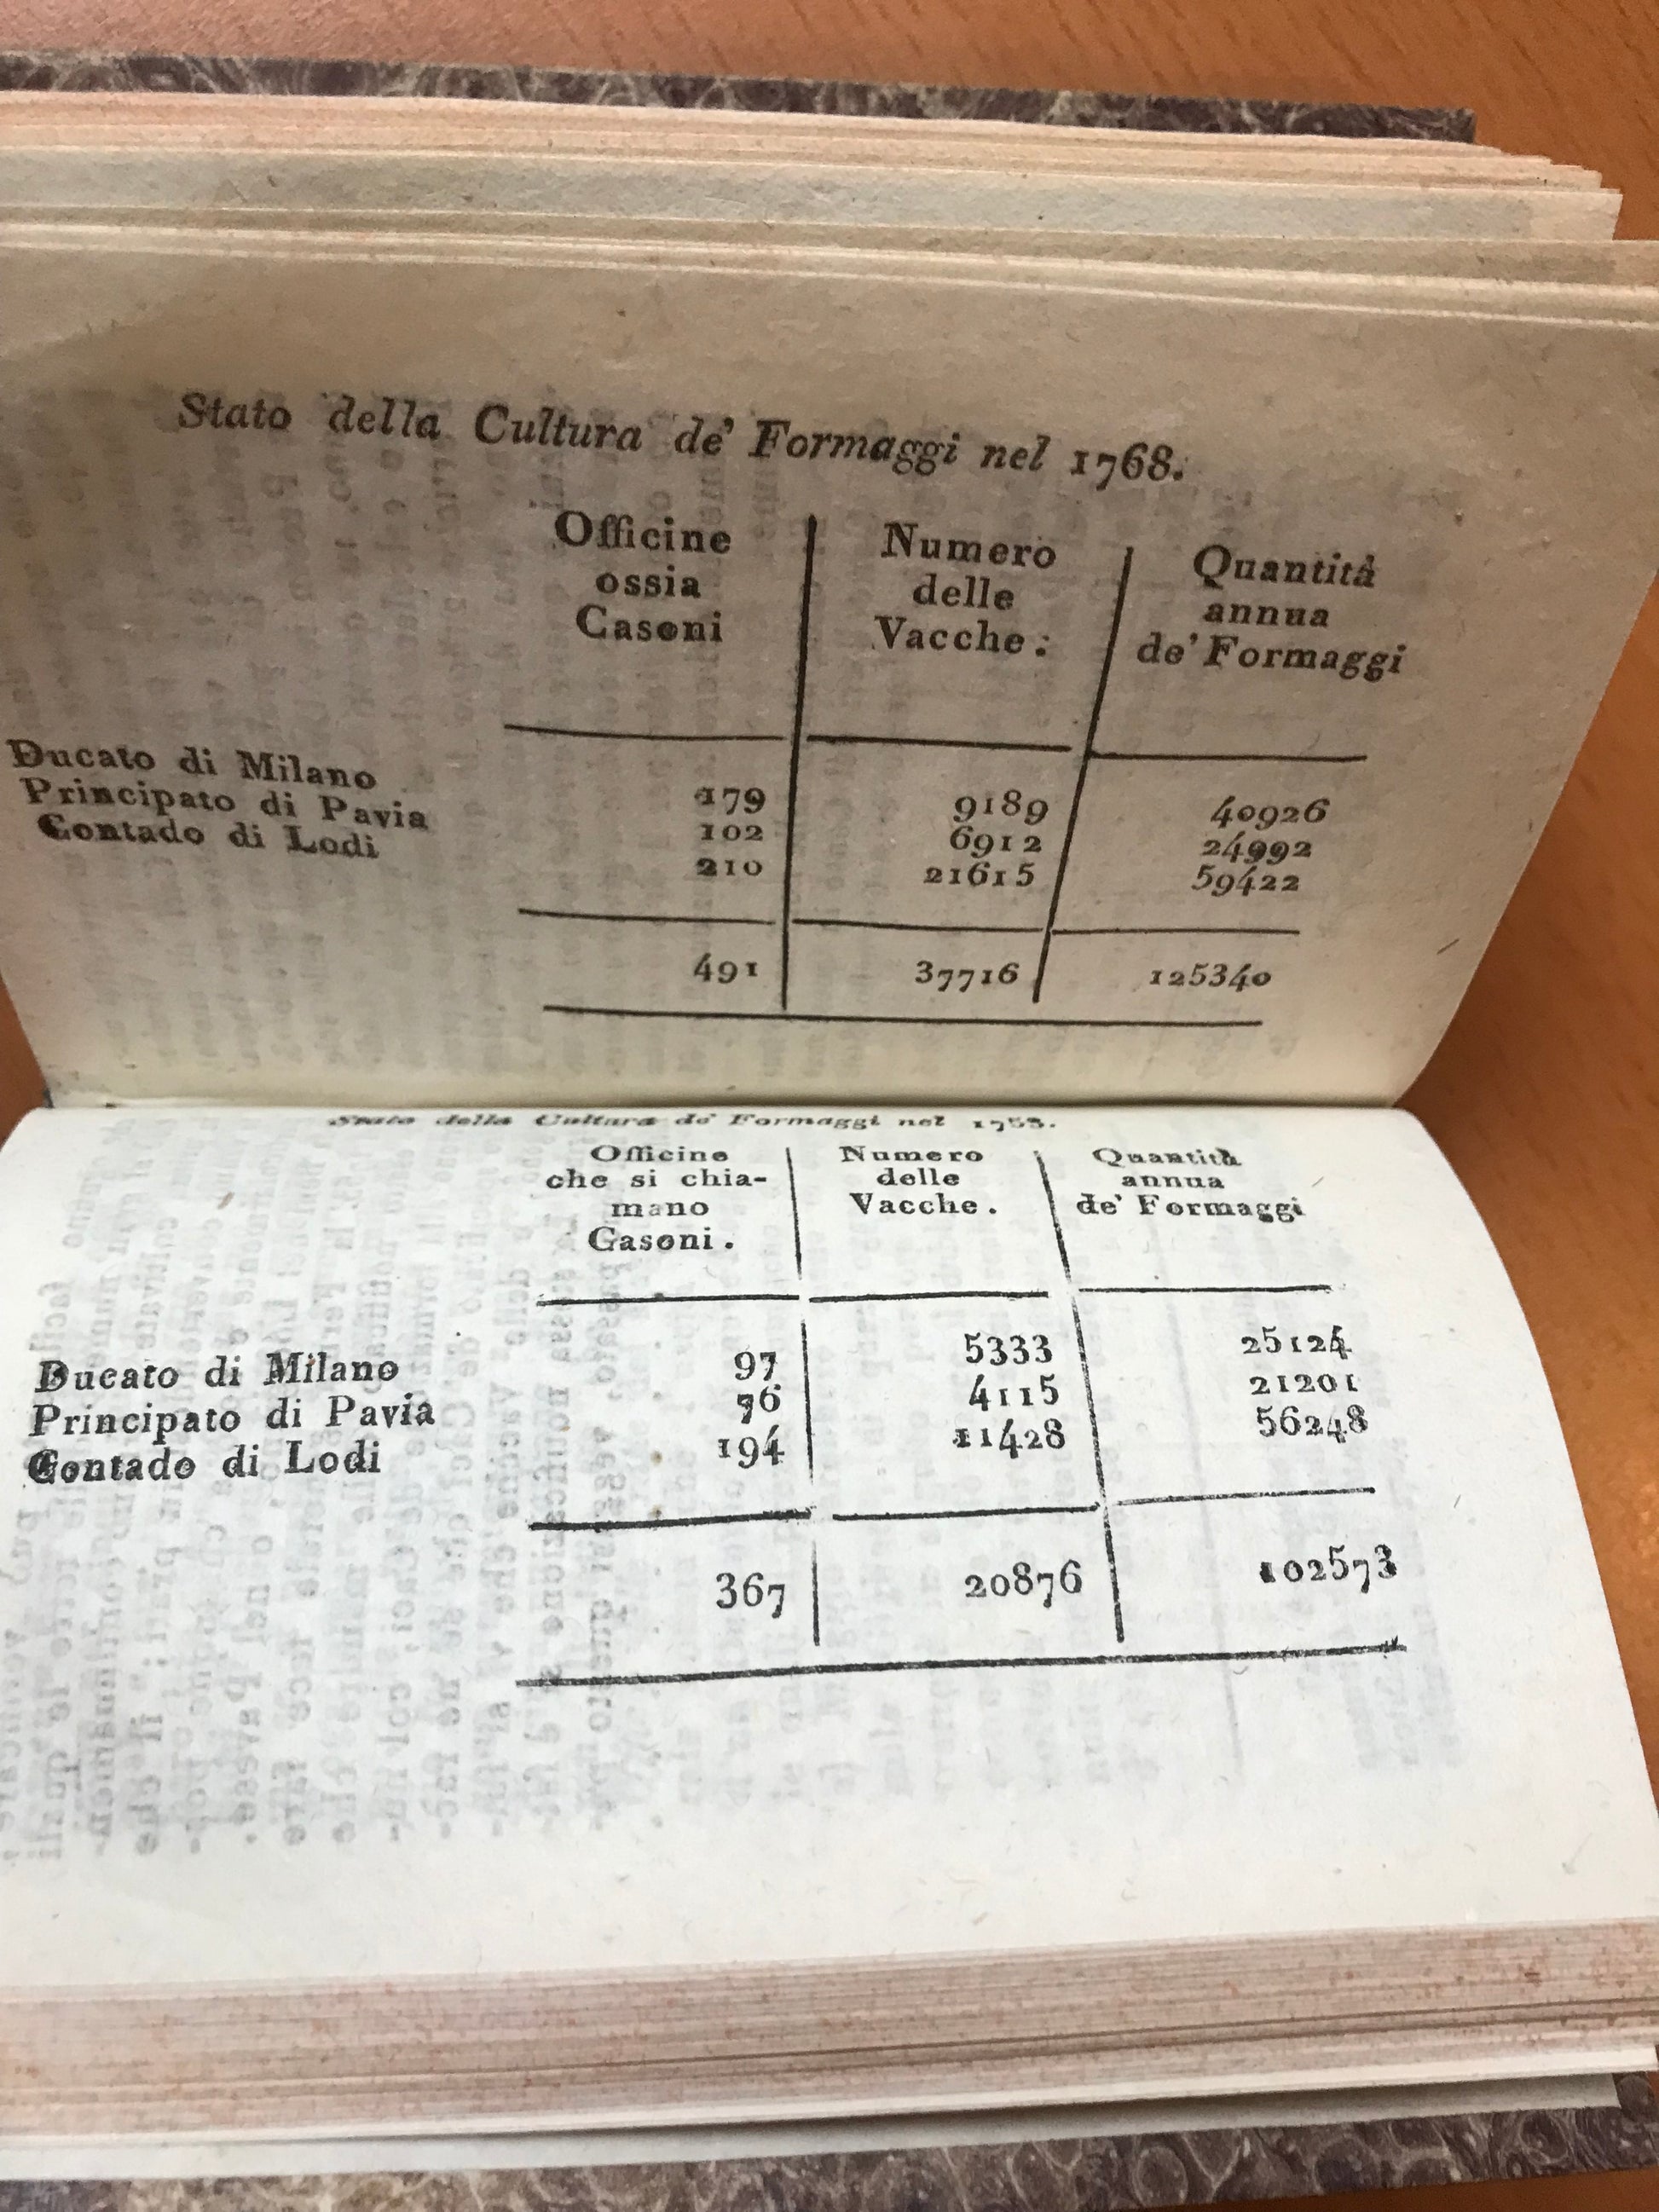 Stato della Cultura de' Formaggi nel 1768.
Officine ossia Casoni | Numero delle Vacche: | Quantità annua de' Formaggi
Ducato di Milano 179 9189 40926
Principato di Pavia 102 6912 24992
Contado di Lodi 210 21615 59422
491 37716 125340
Stato della Cultura de' Formaggi nel 1753.
Officine che si chia-mano Gasoni. | Numero delle Vacche. | Quantità annua de' Formaggi
Ducato di Milano 97 5333 25124
Principato di Pavia 76 4115 21201
Contado di Lodi 194 11428 56248
367 20876 102573